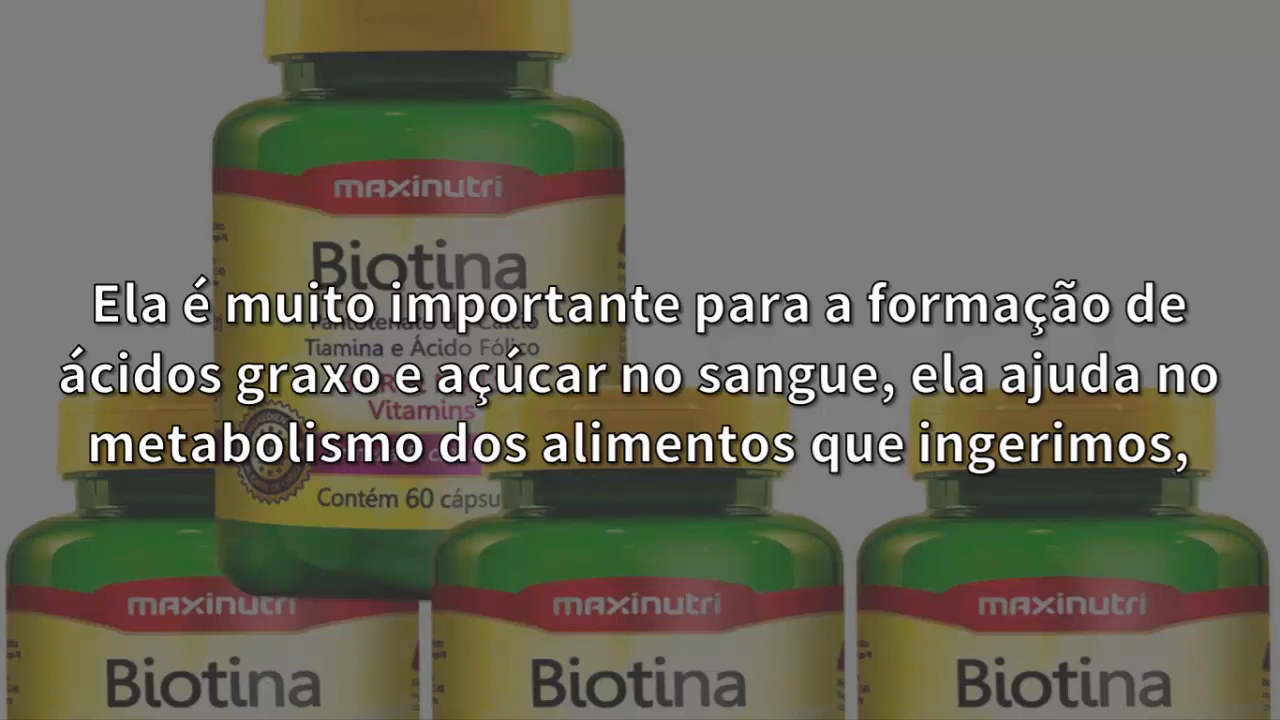 maxinutri
Biotina
Ela é muito importante para a formação de
Tiamina e Ácido Fólico
ácidos graxo e açúcar no sangue, ela ajuda no
Vitamins
metabolismo dos alimentos que ingerimos,
Contém 60 cápsu
maxinutri
maxinutri
maxinutri
Biotina
Biotina
Biotina